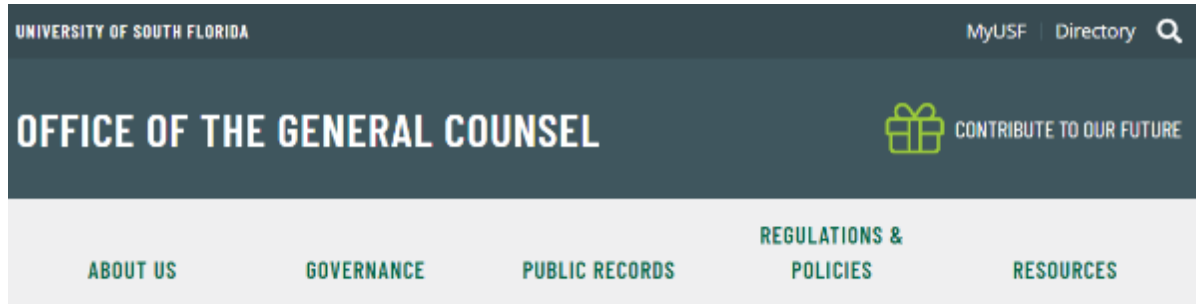 UNIVERSITY OF SOUTH FLORIDA
MyUSF | Directory
OFFICE OF THE GENERAL COUNSEL
CONTRIBUTE TO OUR FUTURE
ABOUT US
GOVERNANCE
PUBLIC RECORDS
REGULATIONS &
POLICIES
RESOURCES